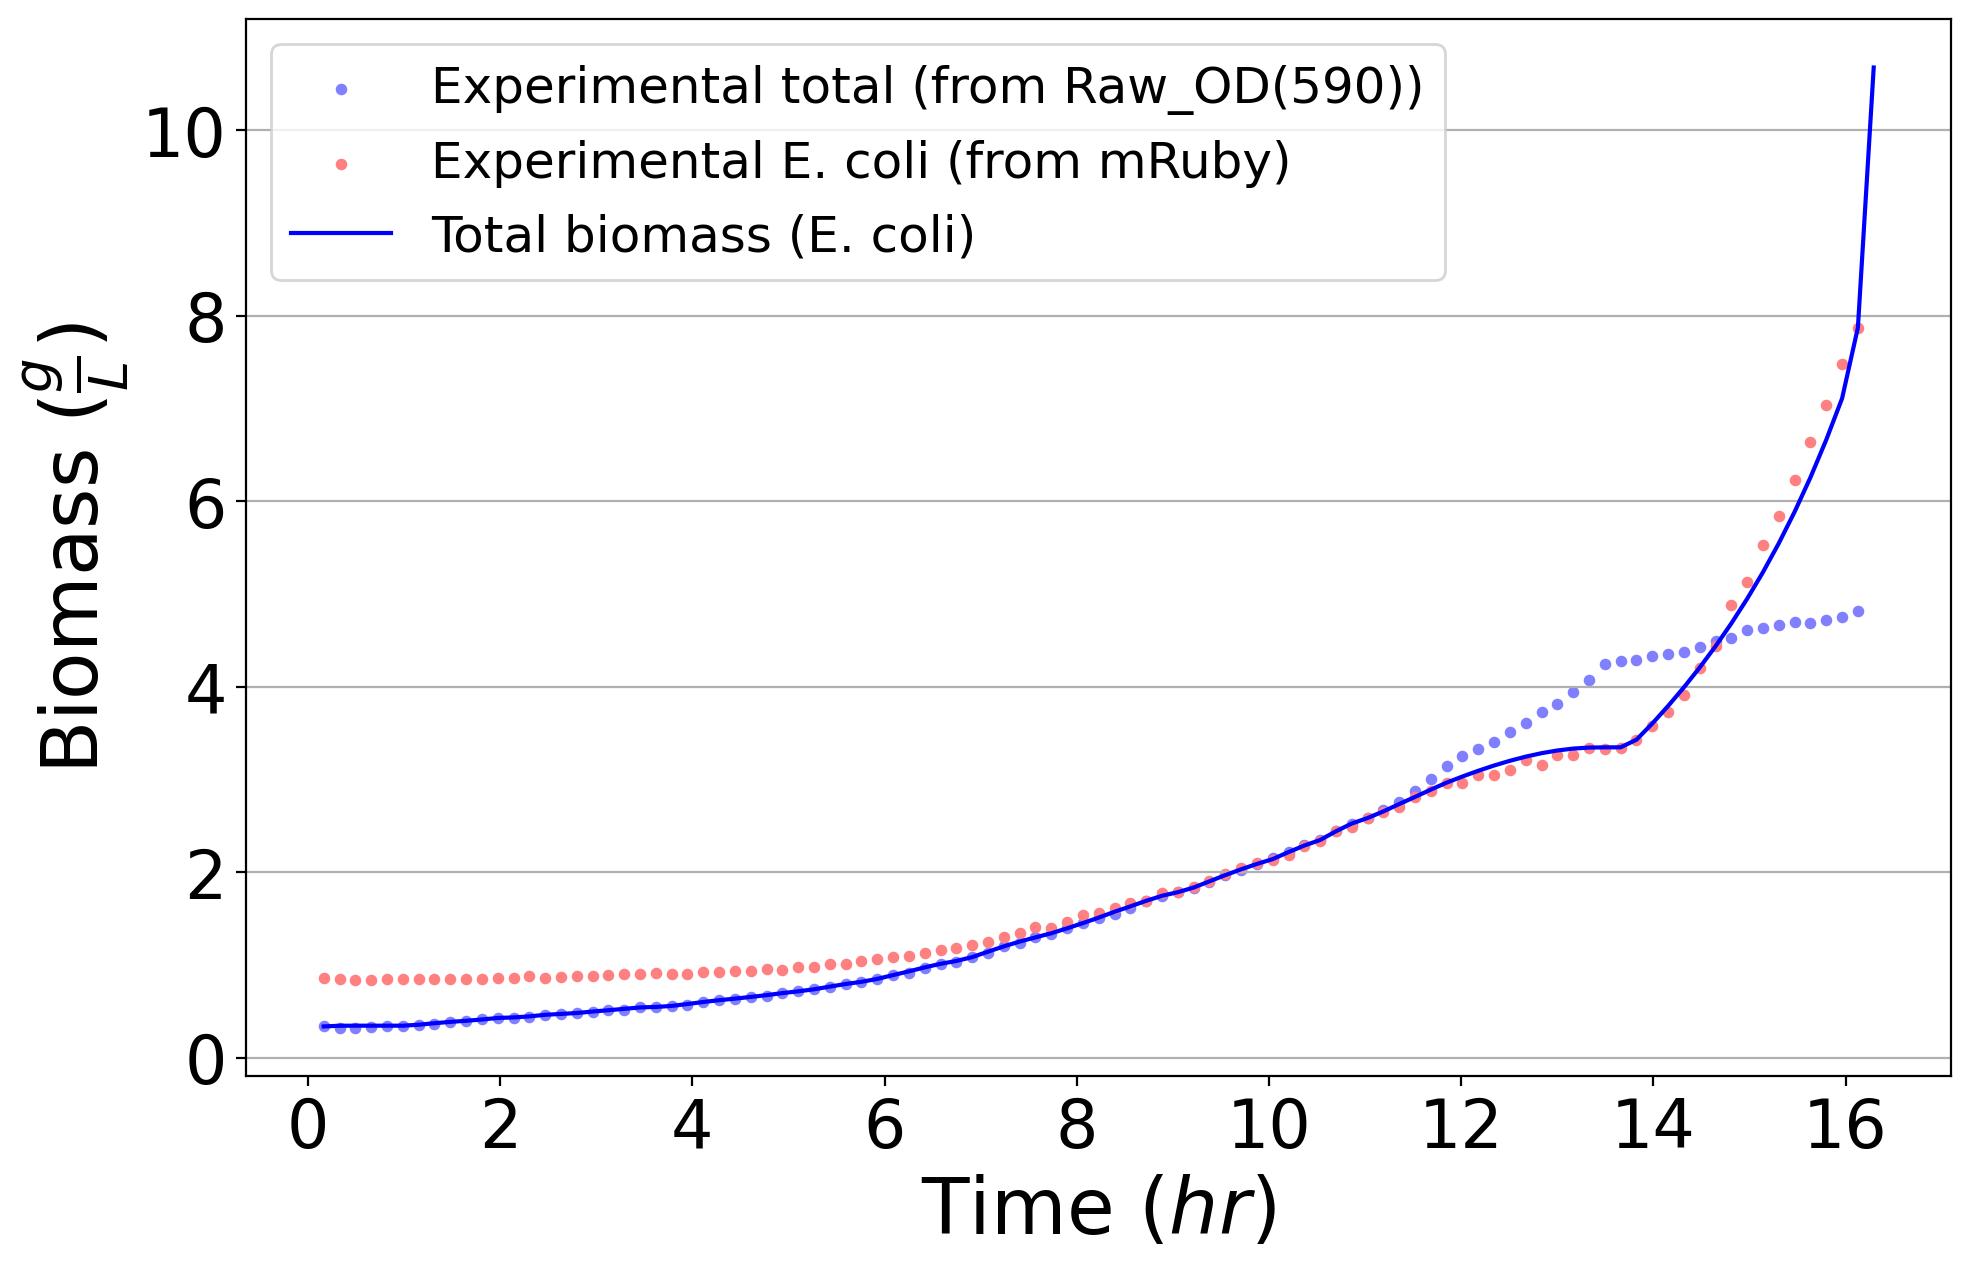 Experimental total (from Raw_OD(590))
Experimental E. coli (from mRuby)
Total biomass (E. coli)
Biomass (g/L)
10
8
6
4
2
0
0 2 4 6 8 10 12 14 16
Time (hr)